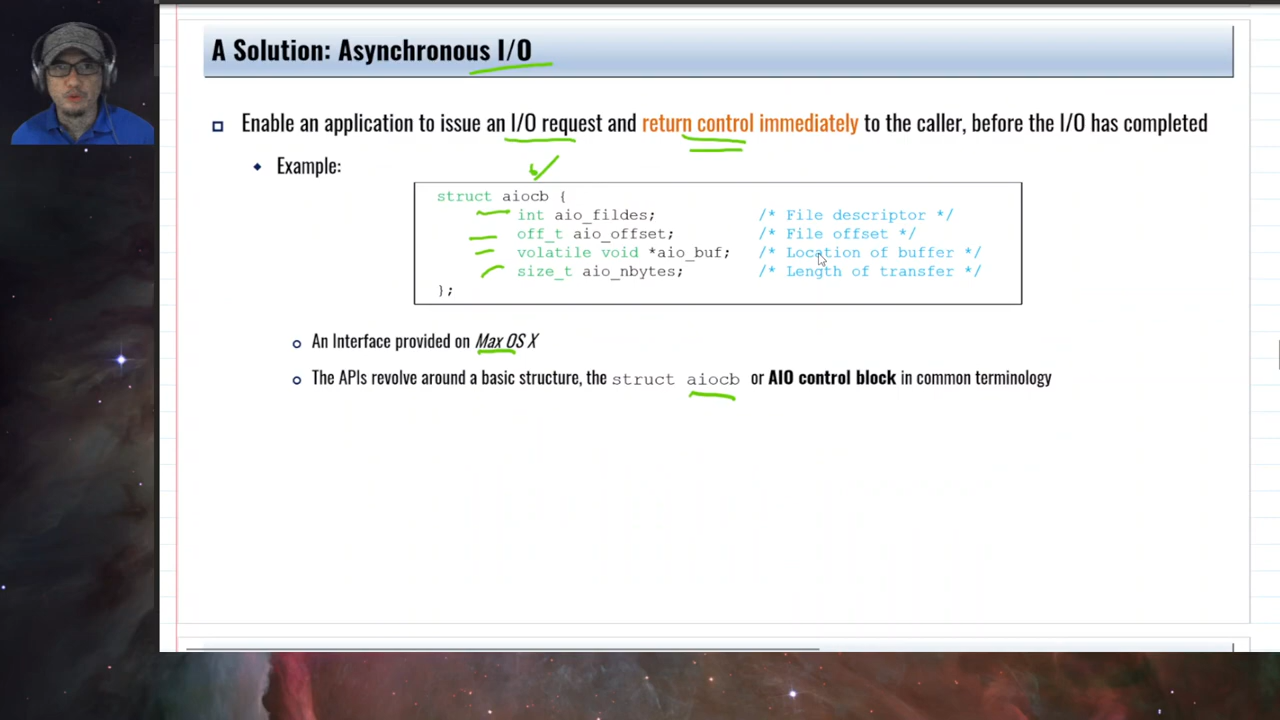 A Solution: Asynchronous I/O
Enable an application to issue an I/O request and return control immediately to the caller, before the I/O has completed
Example:
struct aiocb {
int aio_fildes; /* File descriptor */
off_t aio_offset; /* File offset */
volatile void *aio_buf; /* Location of buffer */
size_t aio_nbytes; /* Length of transfer */
};
An Interface provided on Max OS X
The APIs revolve around a basic structure, the struct aiocb or AIO control block in common terminology